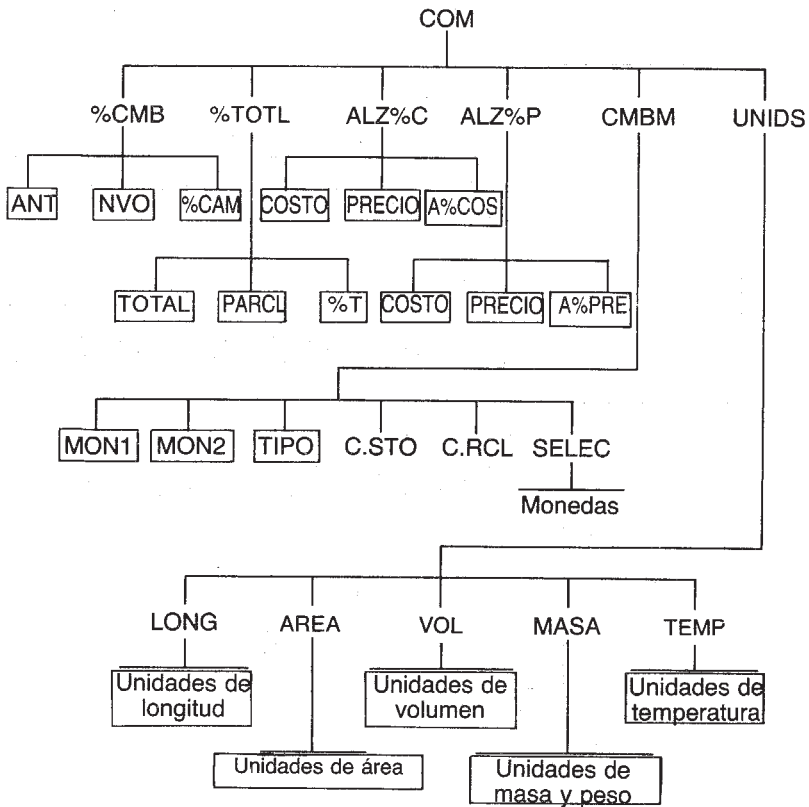 COM
%CMB %TOTL ALZ%C ALZ%P CMBM UNIDS
ANT NVO %CAM COSTO PRECIO A%COS
TOTAL PARCL %T COSTO PRECIO A%PRE
MON1 MON2 TIPO C.STO C.RCL SELEC
Monedas
LONG AREA VOL MASA TEMP
Unidades de
longitud
Unidades de
volumen
Unidades de
temperatura
Unidades de área
Unidades de
masa y peso